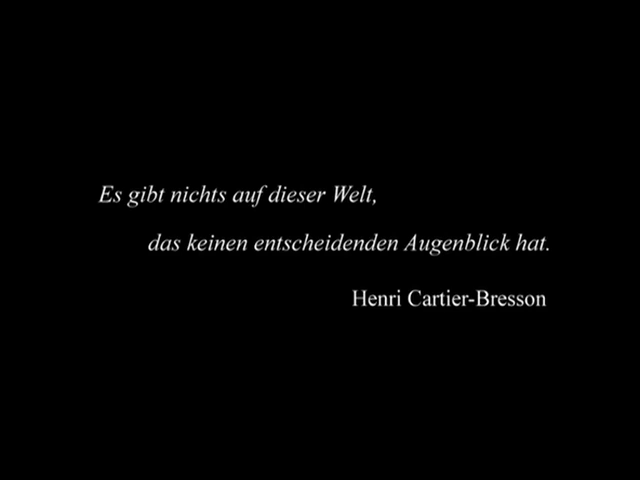 Es gibt nichts auf dieser Welt,
das keinen entscheidenden Augenblick hat.
Henri Cartier-Bresson